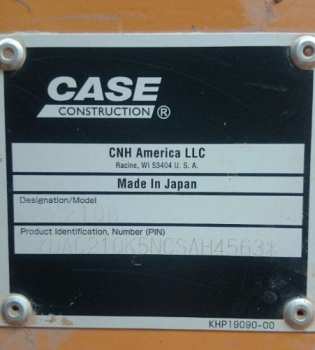 CASE
CONSTRUCTION ®
CNH America LLC
Racine, WI 53404 U. S. A.
Made In Japan
Designation/Model
Product Identification, Number (PIN)
KHP19090-00